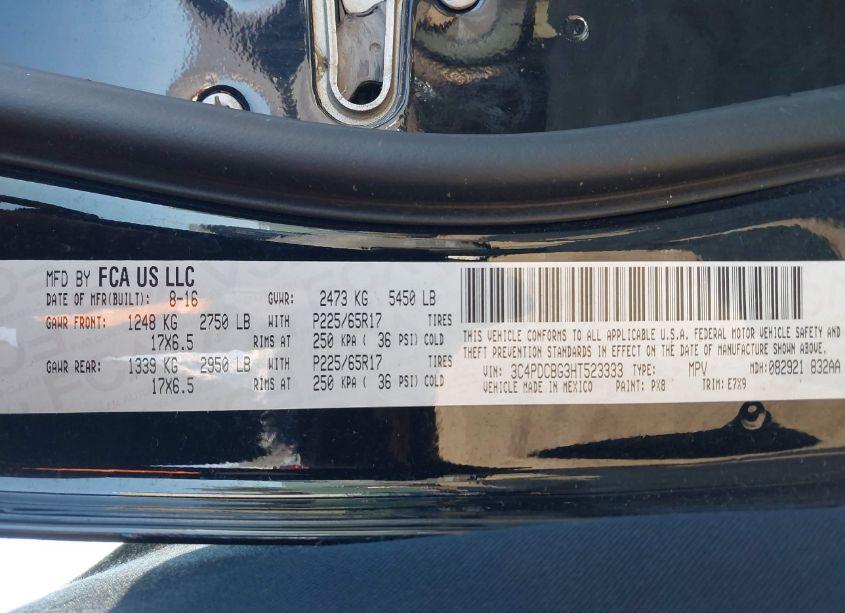 MFD BY FCA US LLC
DATE OF MFR(BUILT): 8-16 GVWR: 2473 KG 5450 LB
GAWR FRONT: 1248 KG 2750 LB WITH P225/65R17 TIRES
17X6.5 RIMS AT 250 KPA ( 36 PSI) COLD
GAWR REAR: 1339 KG 2950 LB WITH P225/65R17 TIRES
17X6.5 RIMS AT 250 KPA ( 36 PSI) COLD
THIS VEHICLE CONFORMS TO ALL APPLICABLE U.S.A. FEDERAL MOTOR VEHICLE SAFETY AND
THEFT PREVENTION STANDARDS IN EFFECT ON THE DATE OF MANUFACTURE SHOWN ABOVE.
VIN: 3C4PDCBG3HT523333 TYPE: MPV MDH: 082921 832AA
VEHICLE MADE IN MEXICO PAINT: PX8 TRIM: E7X9